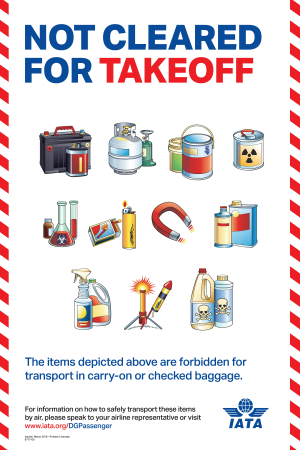 NOT CLEARED
FOR TAKEOFF
The items depicted above are forbidden for
transport in carry-on or checked baggage.
For information on how to safely transport these items
by air, please speak to your airline representative or visit
www.iata.org/DGPassenger
IATA